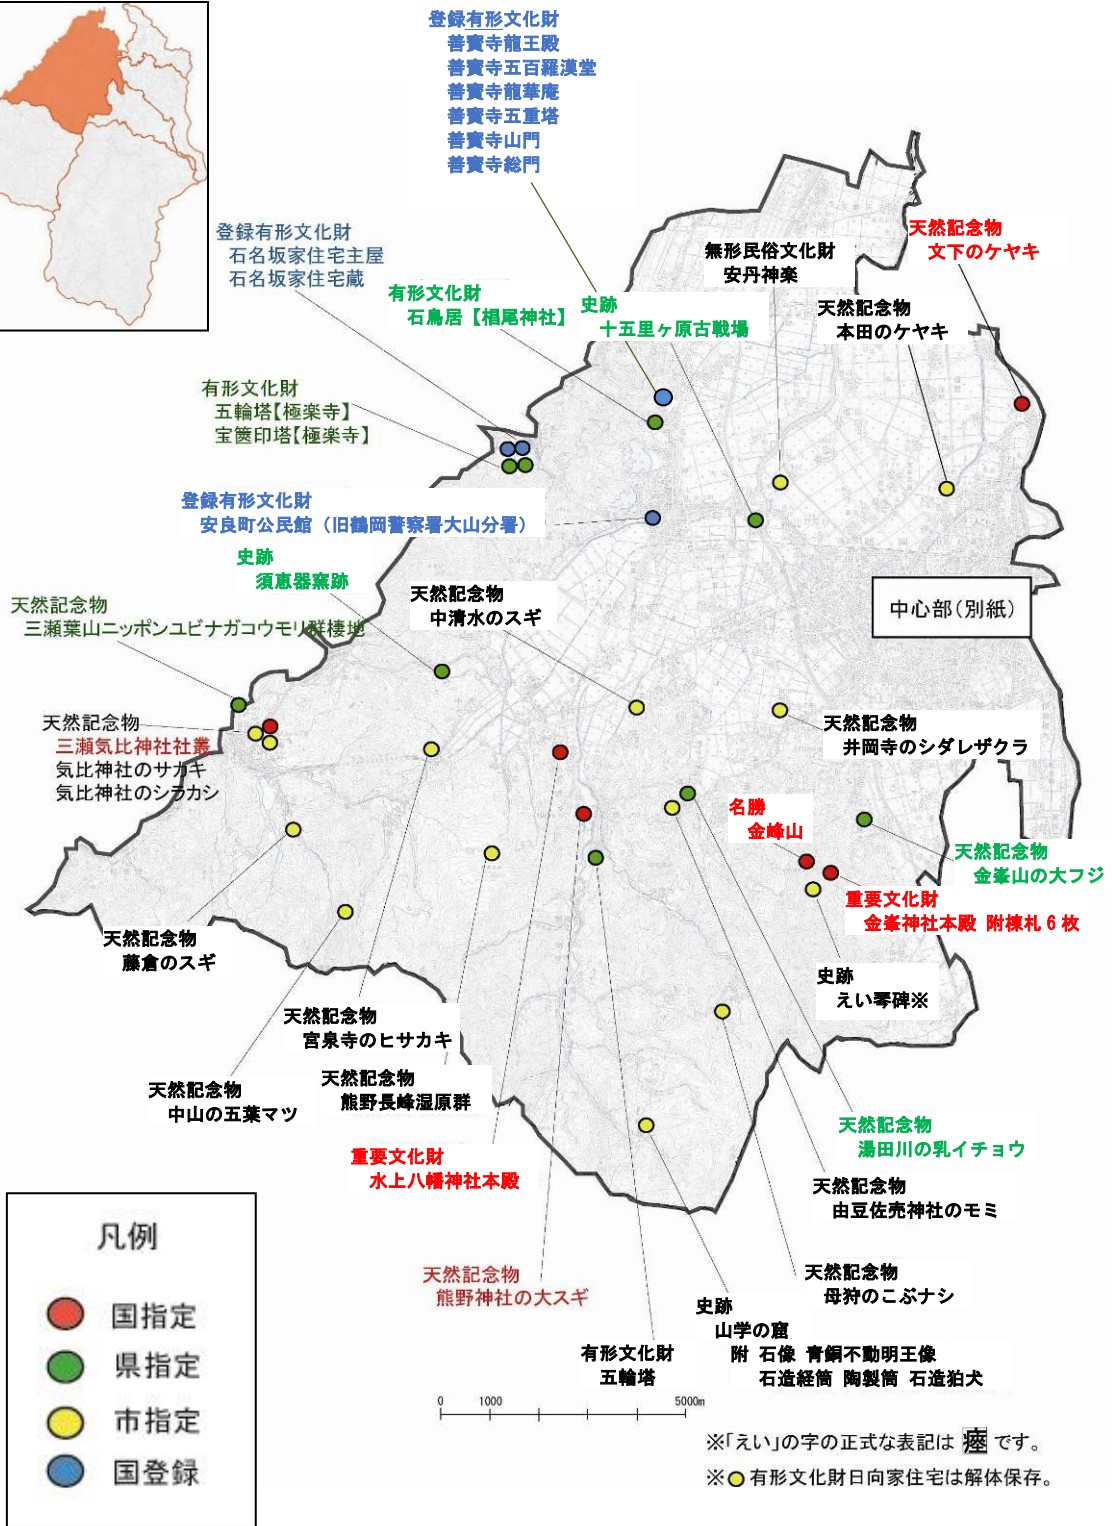 登録有形文化財
善寳寺龍王殿
善寳寺五百羅漢堂
善寳寺龍華庵
善寳寺五重塔
善寳寺山門
善寳寺総門
登録有形文化財
石名坂家住宅主屋
石名坂家住宅蔵
無形民俗文化財
安丹神楽
天然記念物
文下のケヤキ
有形文化財
石鳥居【椙尾神社】
史跡
十五里ヶ原古戦場
天然記念物
本田のケヤキ
有形文化財
五輪塔【極楽寺】
宝篋印塔【極楽寺】
登録有形文化財
安良町公民館（旧鶴岡警察署大山分署）
史跡
須恵器窯跡
天然記念物
中清水のスギ
天然記念物
三瀬葉山ニッポンユビナガコウモリ群棲地
中心部（別紙）
天然記念物
三瀬気比神社社叢
気比神社のサカキ
気比神社のシラカシ
天然記念物
井岡寺のシダレザクラ
名勝
金峰山
天然記念物
金峯山の大フジ
重要文化財
金峯神社本殿 附棟札６枚
天然記念物
藤倉のスギ
史跡
えい琴碑※
天然記念物
宮泉寺のヒサカキ
天然記念物
中山の五葉マツ
天然記念物
熊野長峰湿原群
天然記念物
湯田川の乳イチョウ
重要文化財
水上八幡神社本殿
天然記念物
由豆佐売神社のモミ
天然記念物
熊野神社の大スギ
天然記念物
母狩のこぶナシ
史跡
山学の窟
附 石像 青銅不動明王像
石造経筒 陶製筒 石造狛犬
有形文化財
五輪塔
凡例
国指定
県指定
市指定
国登録
0 1000 5000m
※「えい」の字の正式な表記は 瘞 です。
※ 有形文化財日向家住宅は解体保存。